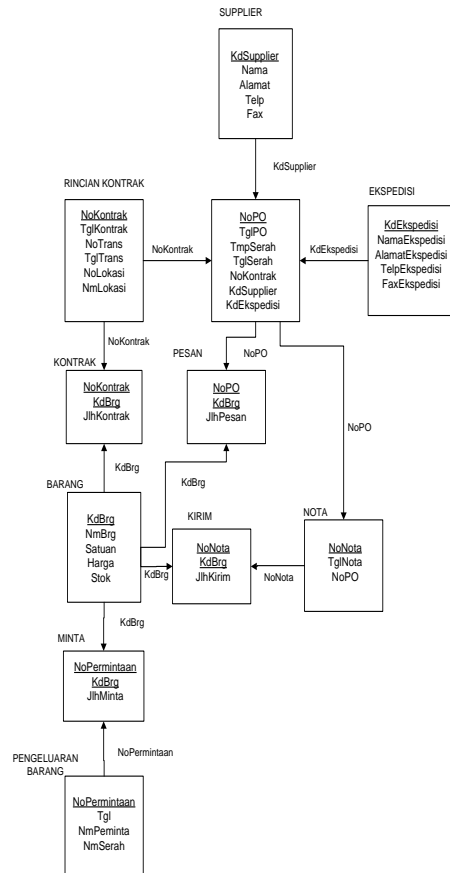 SUPPLIER
KdSupplier
Nama
Alamat
Telp
Fax
KdSupplier
RINCIAN KONTRAK
NoKontrak
TglKontrak
NoTrans
TglTrans
NoLokasi
NmLokasi
NoKontrak
NoPO
TglPO
TmpSerah
TglSerah
NoKontrak
KdSupplier
KdEkspedisi
KdEkspedisi
EKSPEDISI
KdEkspedisi
NamaEkspedisi
AlamatEkspedisi
TelpEkspedisi
FaxEkspedisi
NoKontrak
KONTRAK
NoKontrak
KdBrg
JlhKontrak
PESAN
NoPO
NoPO
KdBrg
JlhPesan
NoPO
KdBrg
KdBrg
BARANG
KdBrg
NmBrg
Satuan
Harga
Stok
KdBrg
KIRIM
NoNota
KdBrg
JlhKirim
NoNota
NOTA
NoNota
TglNota
NoPO
KdBrg
MINTA
NoPermintaan
KdBrg
JlhMinta
NoPermintaan
PENGELUARAN
BARANG
NoPermintaan
Tgl
NmPeminta
NmSerah